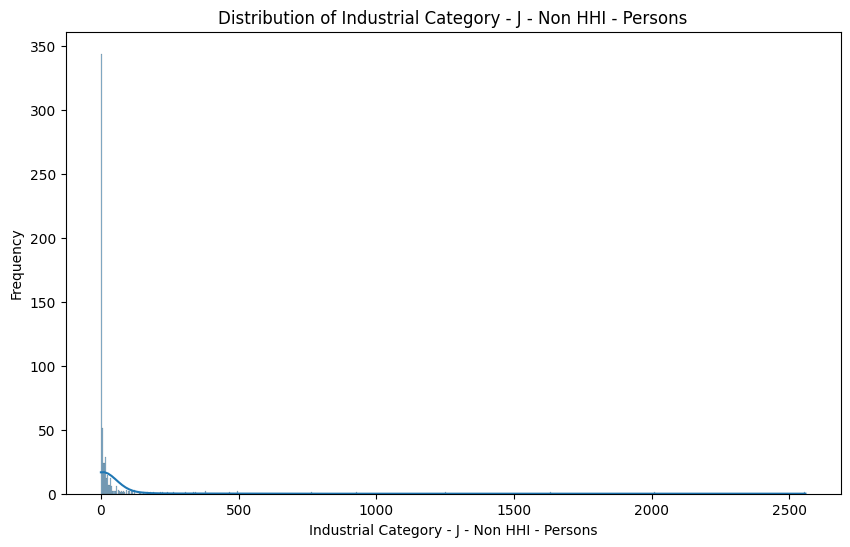 Distribution of Industrial Category - J - Non HHI - Persons
350
300
250
200
150
100
50
0
Frequency
0 500 1000 1500 2000 2500
Industrial Category - J - Non HHI - Persons